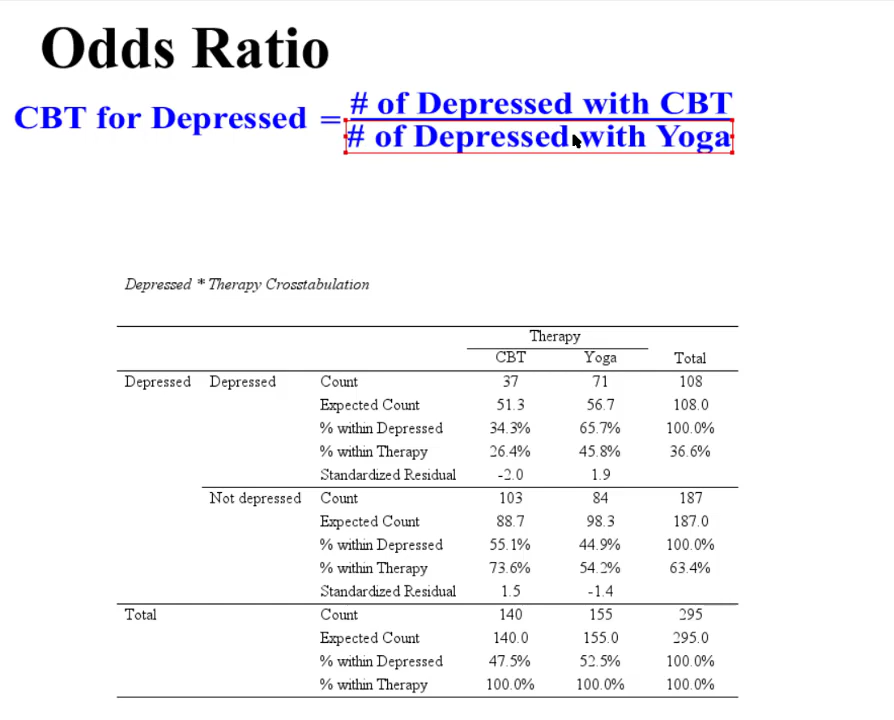 Odds Ratio
CBT for Depressed = # of Depressed with CBT
# of Depressed with Yoga
Depressed * Therapy Crosstabulation
Therapy
CBT Yoga Total
Depressed Depressed Count 37 71 108
Expected Count 51.3 56.7 108.0
% within Depressed 34.3% 65.7% 100.0%
% within Therapy 26.4% 45.8% 36.6%
Standardized Residual -2.0 1.9
Not depressed Count 103 84 187
Expected Count 88.7 98.3 187.0
% within Depressed 55.1% 44.9% 100.0%
% within Therapy 73.6% 54.2% 63.4%
Standardized Residual 1.5 -1.4
Total Count 140 155 295
Expected Count 140.0 155.0 295.0
% within Depressed 47.5% 52.5% 100.0%
% within Therapy 100.0% 100.0% 100.0%